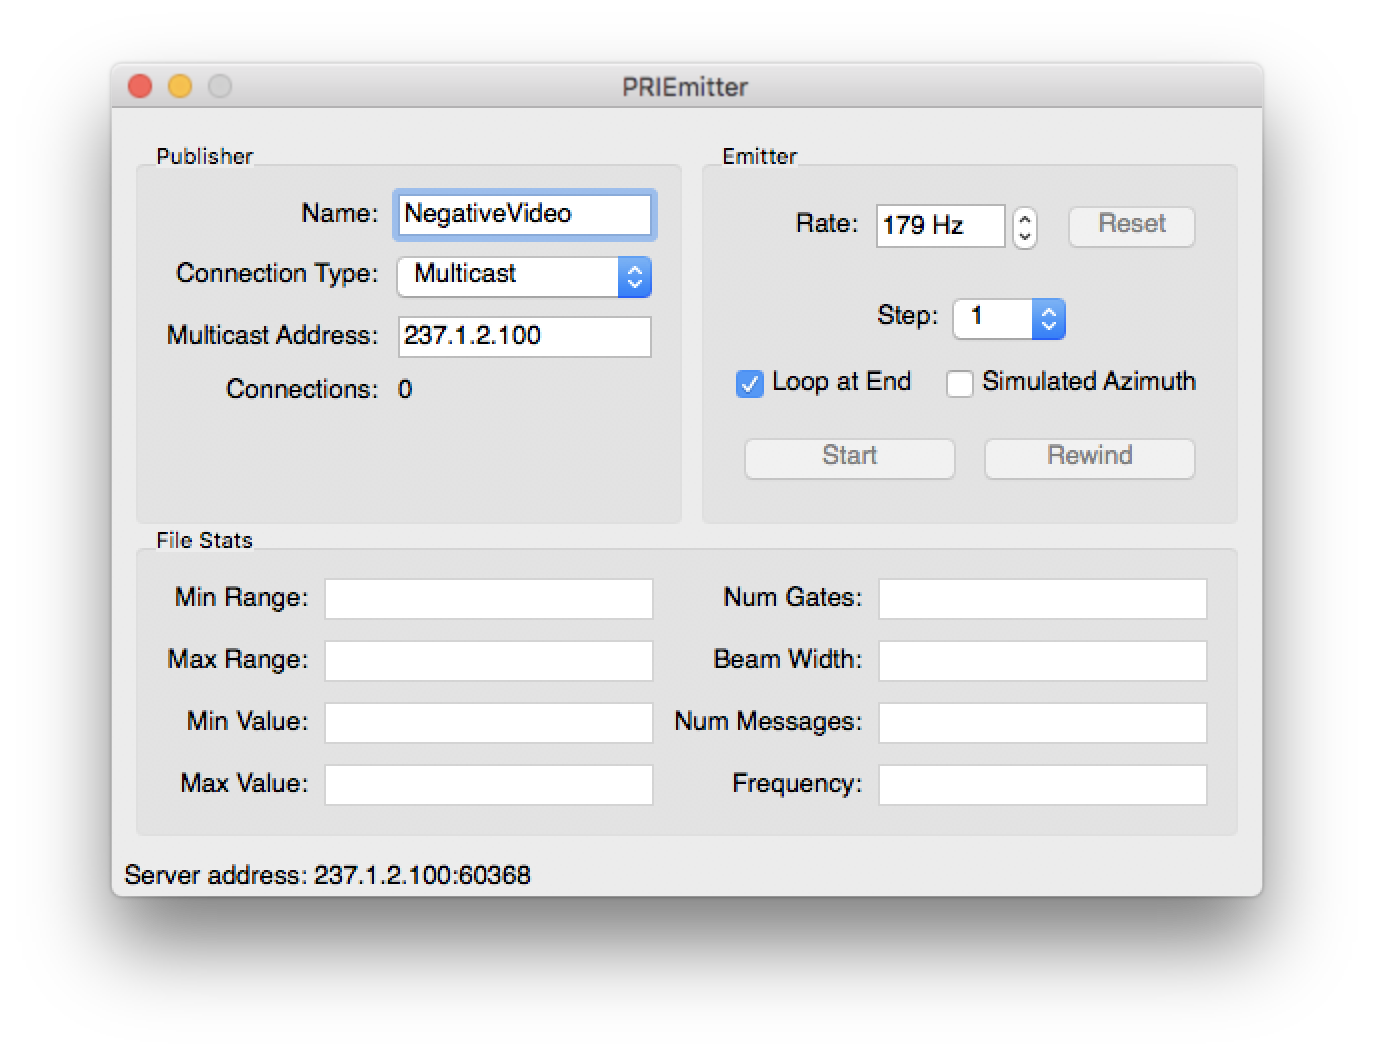 PRIEmitter
Publisher
Name: NegativeVideo
Connection Type: Multicast
Multicast Address: 237.1.2.100
Connections: 0
Emitter
Rate: 179 Hz Reset
Step: 1
Loop at End Simulated Azimuth
Start Rewind
File Stats
Min Range: Num Gates:
Max Range: Beam Width:
Min Value: Num Messages:
Max Value: Frequency:
Server address: 237.1.2.100:60368